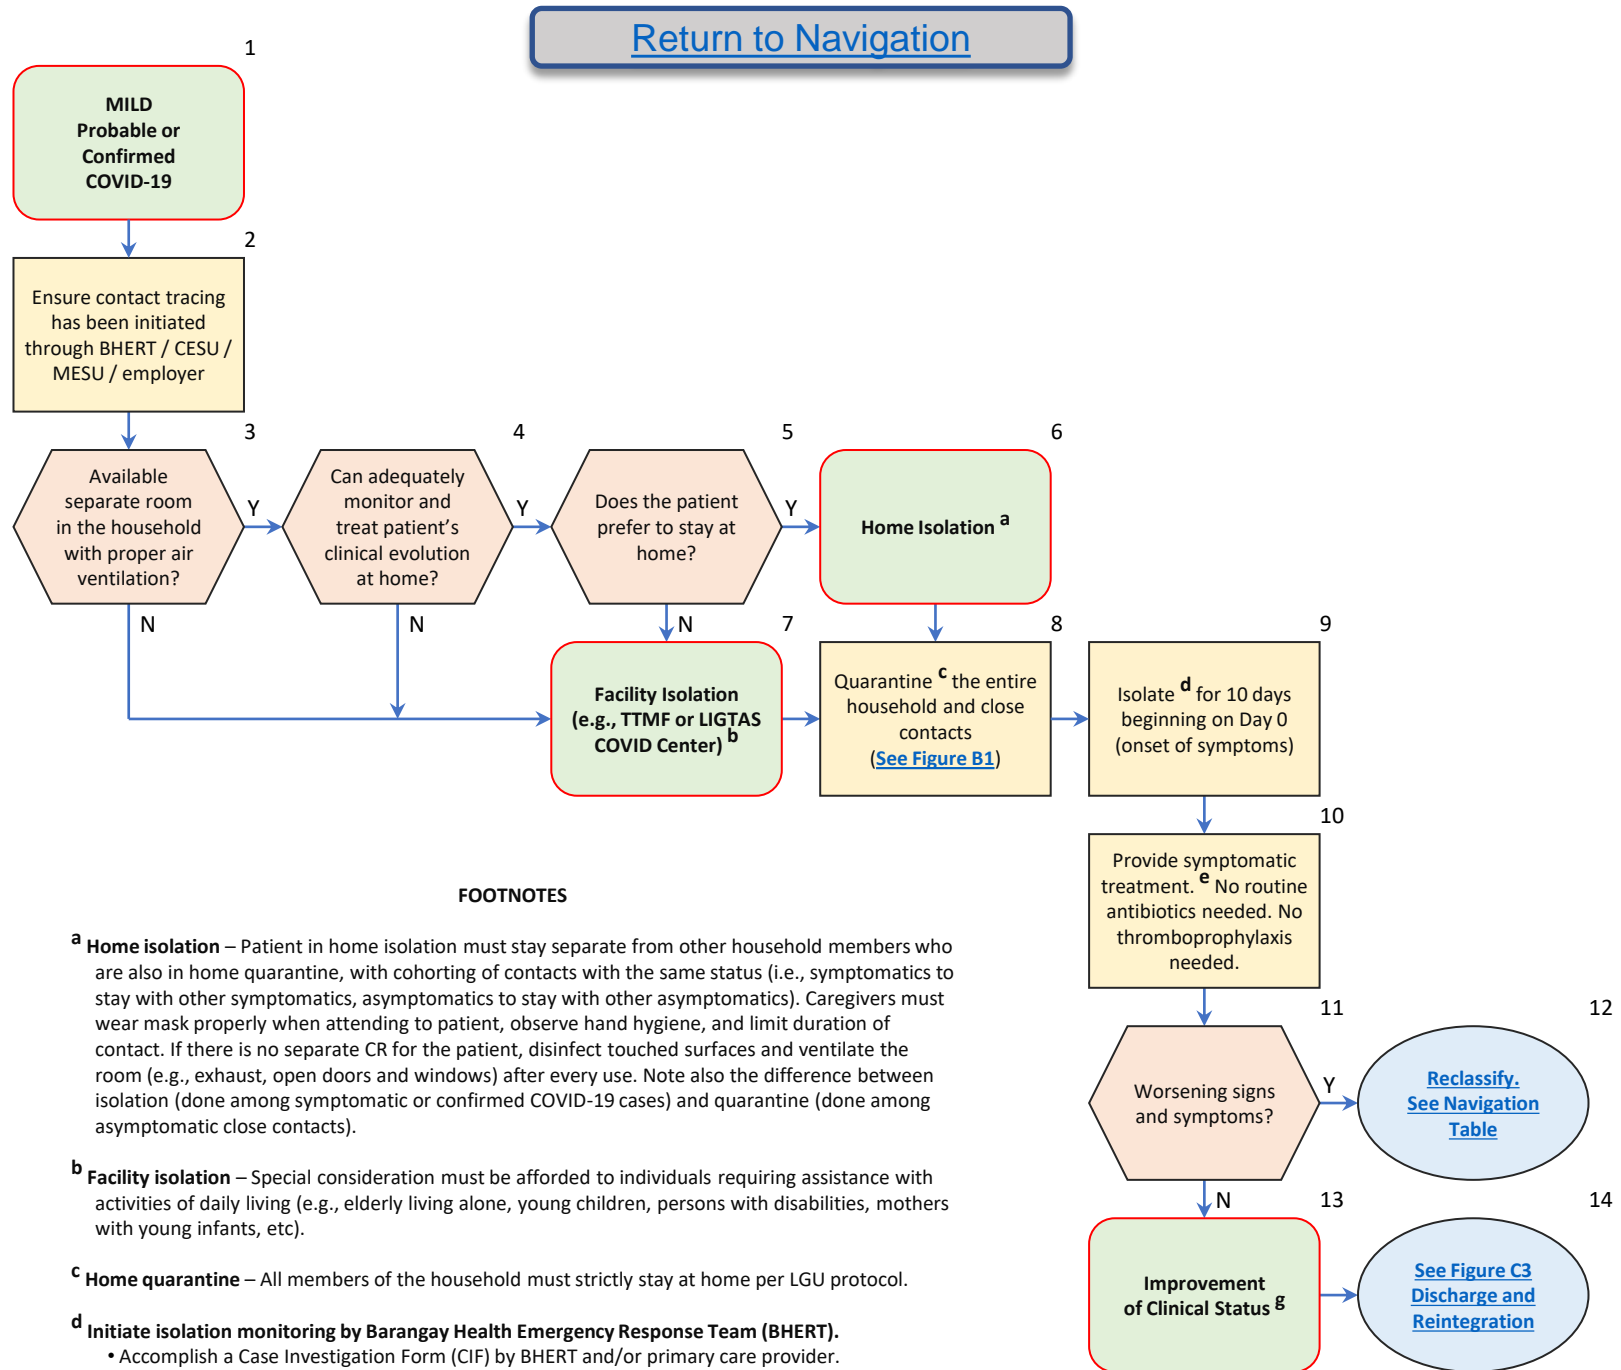 Return to Navigation
1
MILD
Probable or
Confirmed
COVID-19
2
Ensure contact tracing
has been initiated
through BHERT / CESU /
MESU / employer
3
Available
separate room
in the household
with proper air
ventilation?
Y
N
4
Can adequately
monitor and
treat patient's
clinical evolution
at home?
Y
N
5
Does the patient
prefer to stay at
home?
Y
N
6
Home Isolation a
7
Facility Isolation
(e.g., TTMF or LIGTAS
COVID Center) b
8
Quarantine c the entire
household and close
contacts
(See Figure B1)
9
Isolate d for 10 days
beginning on Day 0
(onset of symptoms)
10
Provide symptomatic
treatment. e No routine
antibiotics needed. No
thromboprophylaxis
needed.
11
Worsening signs
and symptoms?
Y
N
12
Reclassify.
See Navigation
Table
13
Improvement
of Clinical Status g
14
See Figure C3
Discharge and
Reintegration
FOOTNOTES
a Home isolation – Patient in home isolation must stay separate from other household members who
are also in home quarantine, with cohorting of contacts with the same status (i.e., symptomatics to
stay with other symptomatics, asymptomatics to stay with other asymptomatics). Caregivers must
wear mask properly when attending to patient, observe hand hygiene, and limit duration of
contact. If there is no separate CR for the patient, disinfect touched surfaces and ventilate the
room (e.g., exhaust, open doors and windows) after every use. Note also the difference between
isolation (done among symptomatic or confirmed COVID-19 cases) and quarantine (done among
asymptomatic close contacts).
b Facility isolation – Special consideration must be afforded to individuals requiring assistance with
activities of daily living (e.g., elderly living alone, young children, persons with disabilities, mothers
with young infants, etc).
c Home quarantine – All members of the household must strictly stay at home per LGU protocol.
d Initiate isolation monitoring by Barangay Health Emergency Response Team (BHERT).
• Accomplish a Case Investigation Form (CIF) by BHERT and/or primary care provider.